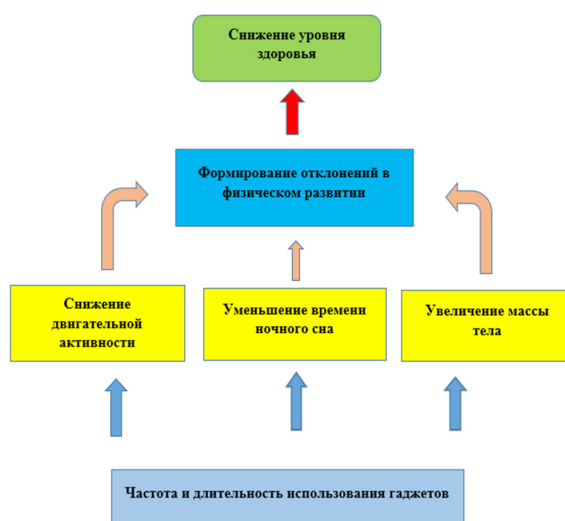 Снижение уровня
здоровья
Формирование отклонений в
физическом развитии
Снижение
двигательной
активности
Уменьшение времени
ночного сна
Увеличение массы
тела
Частота и длительность использования гаджетов